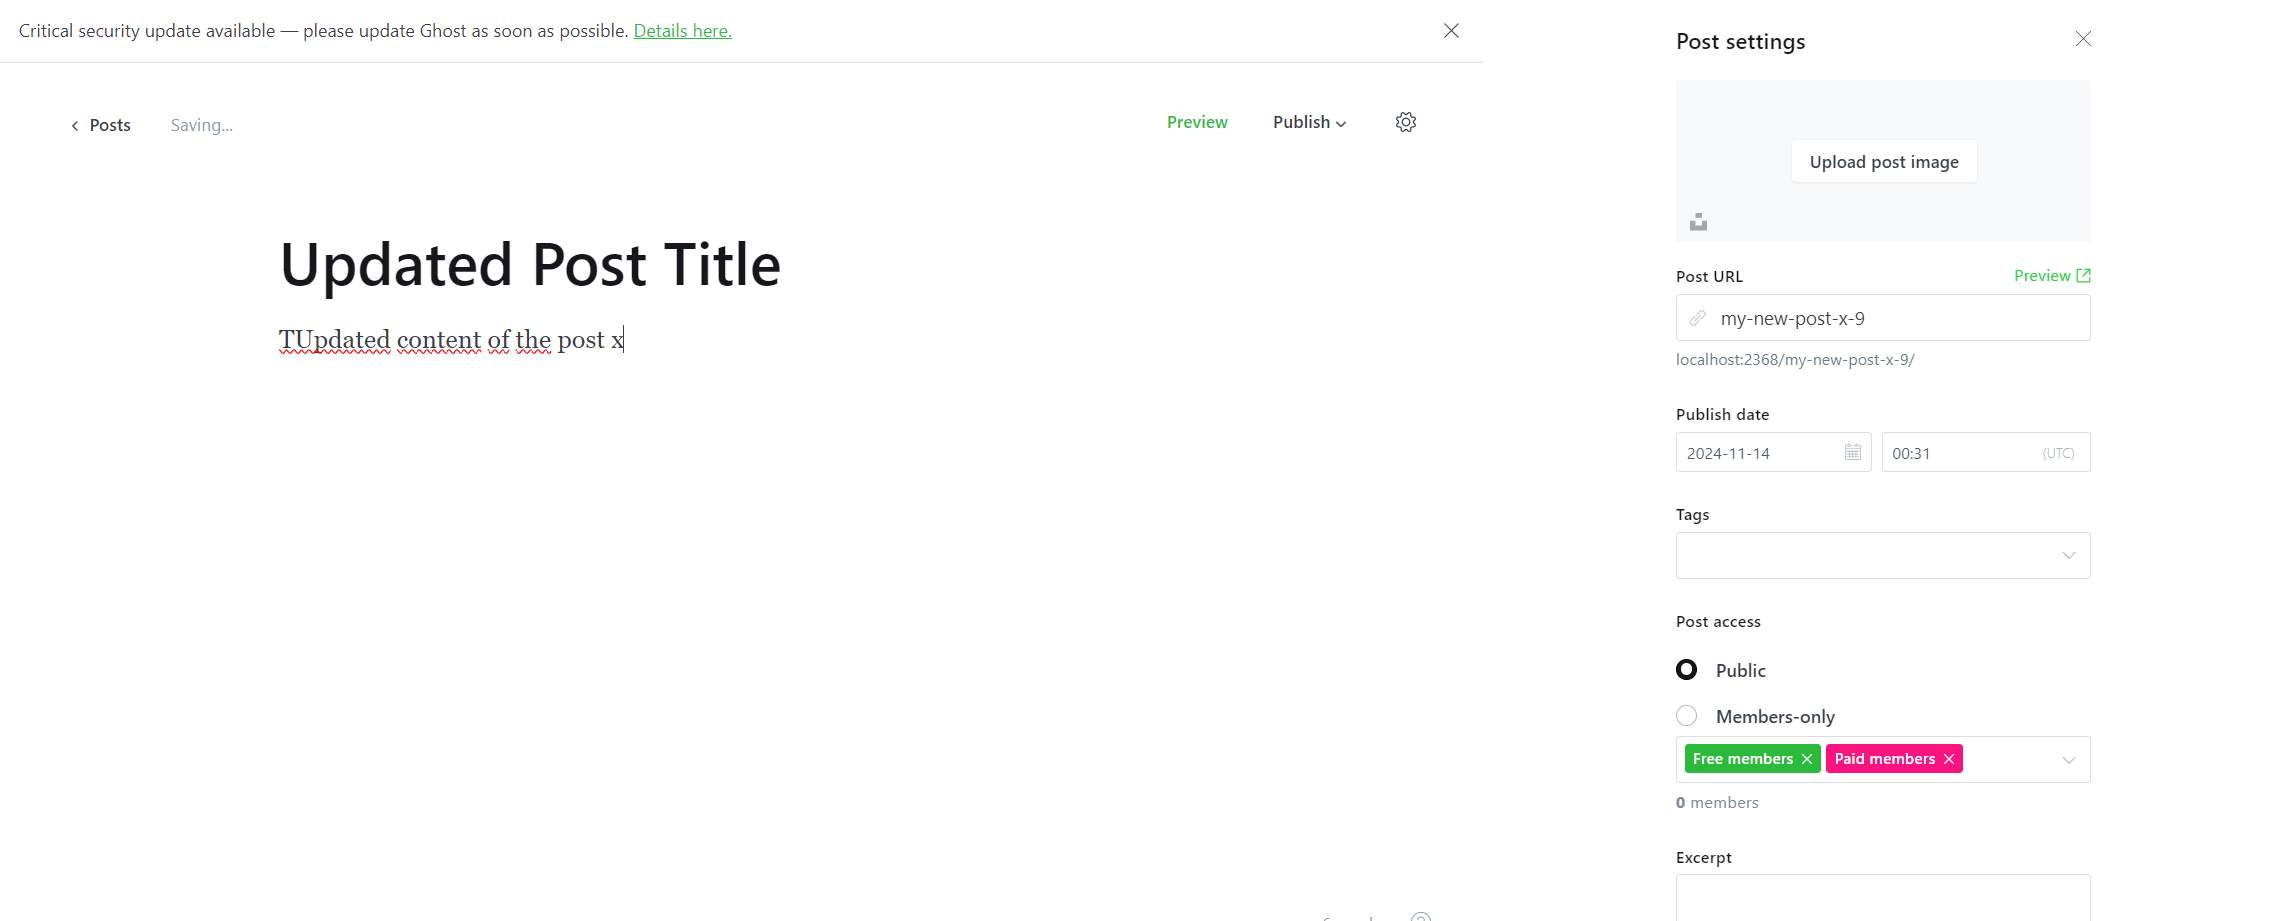 Critical security update available — please update Ghost as soon as possible. Details here.
Posts
Saving...
Preview
Publish
Updated Post Title
TUpdated content of the post x
Post settings
Upload post image
Post URL
Preview
my-new-post-x-9
localhost:2368/my-new-post-x-9/
Publish date
2024-11-14
00:31
(UTC)
Tags
Post access
Public
Members-only
Free members
Paid members
0 members
Excerpt